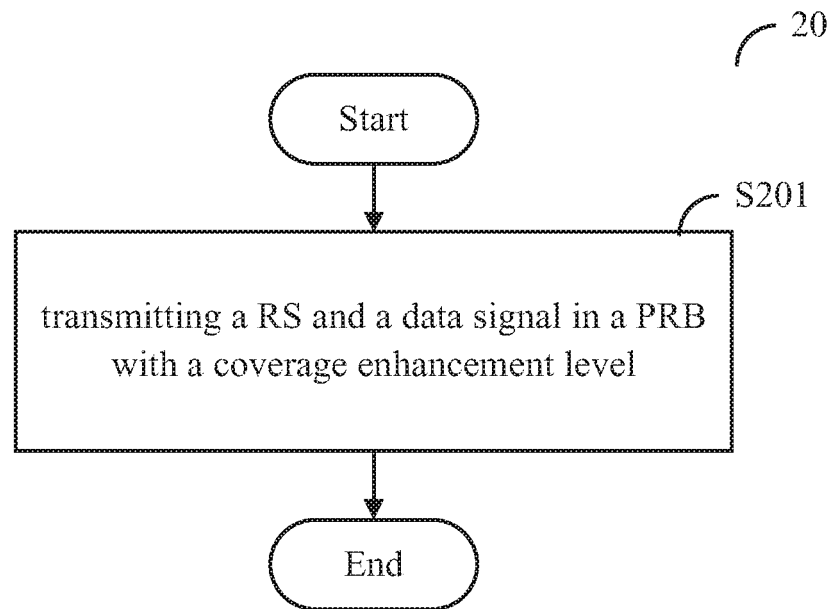 20
Start
S201
transmitting a RS and a data signal in a PRB
with a coverage enhancement level
End